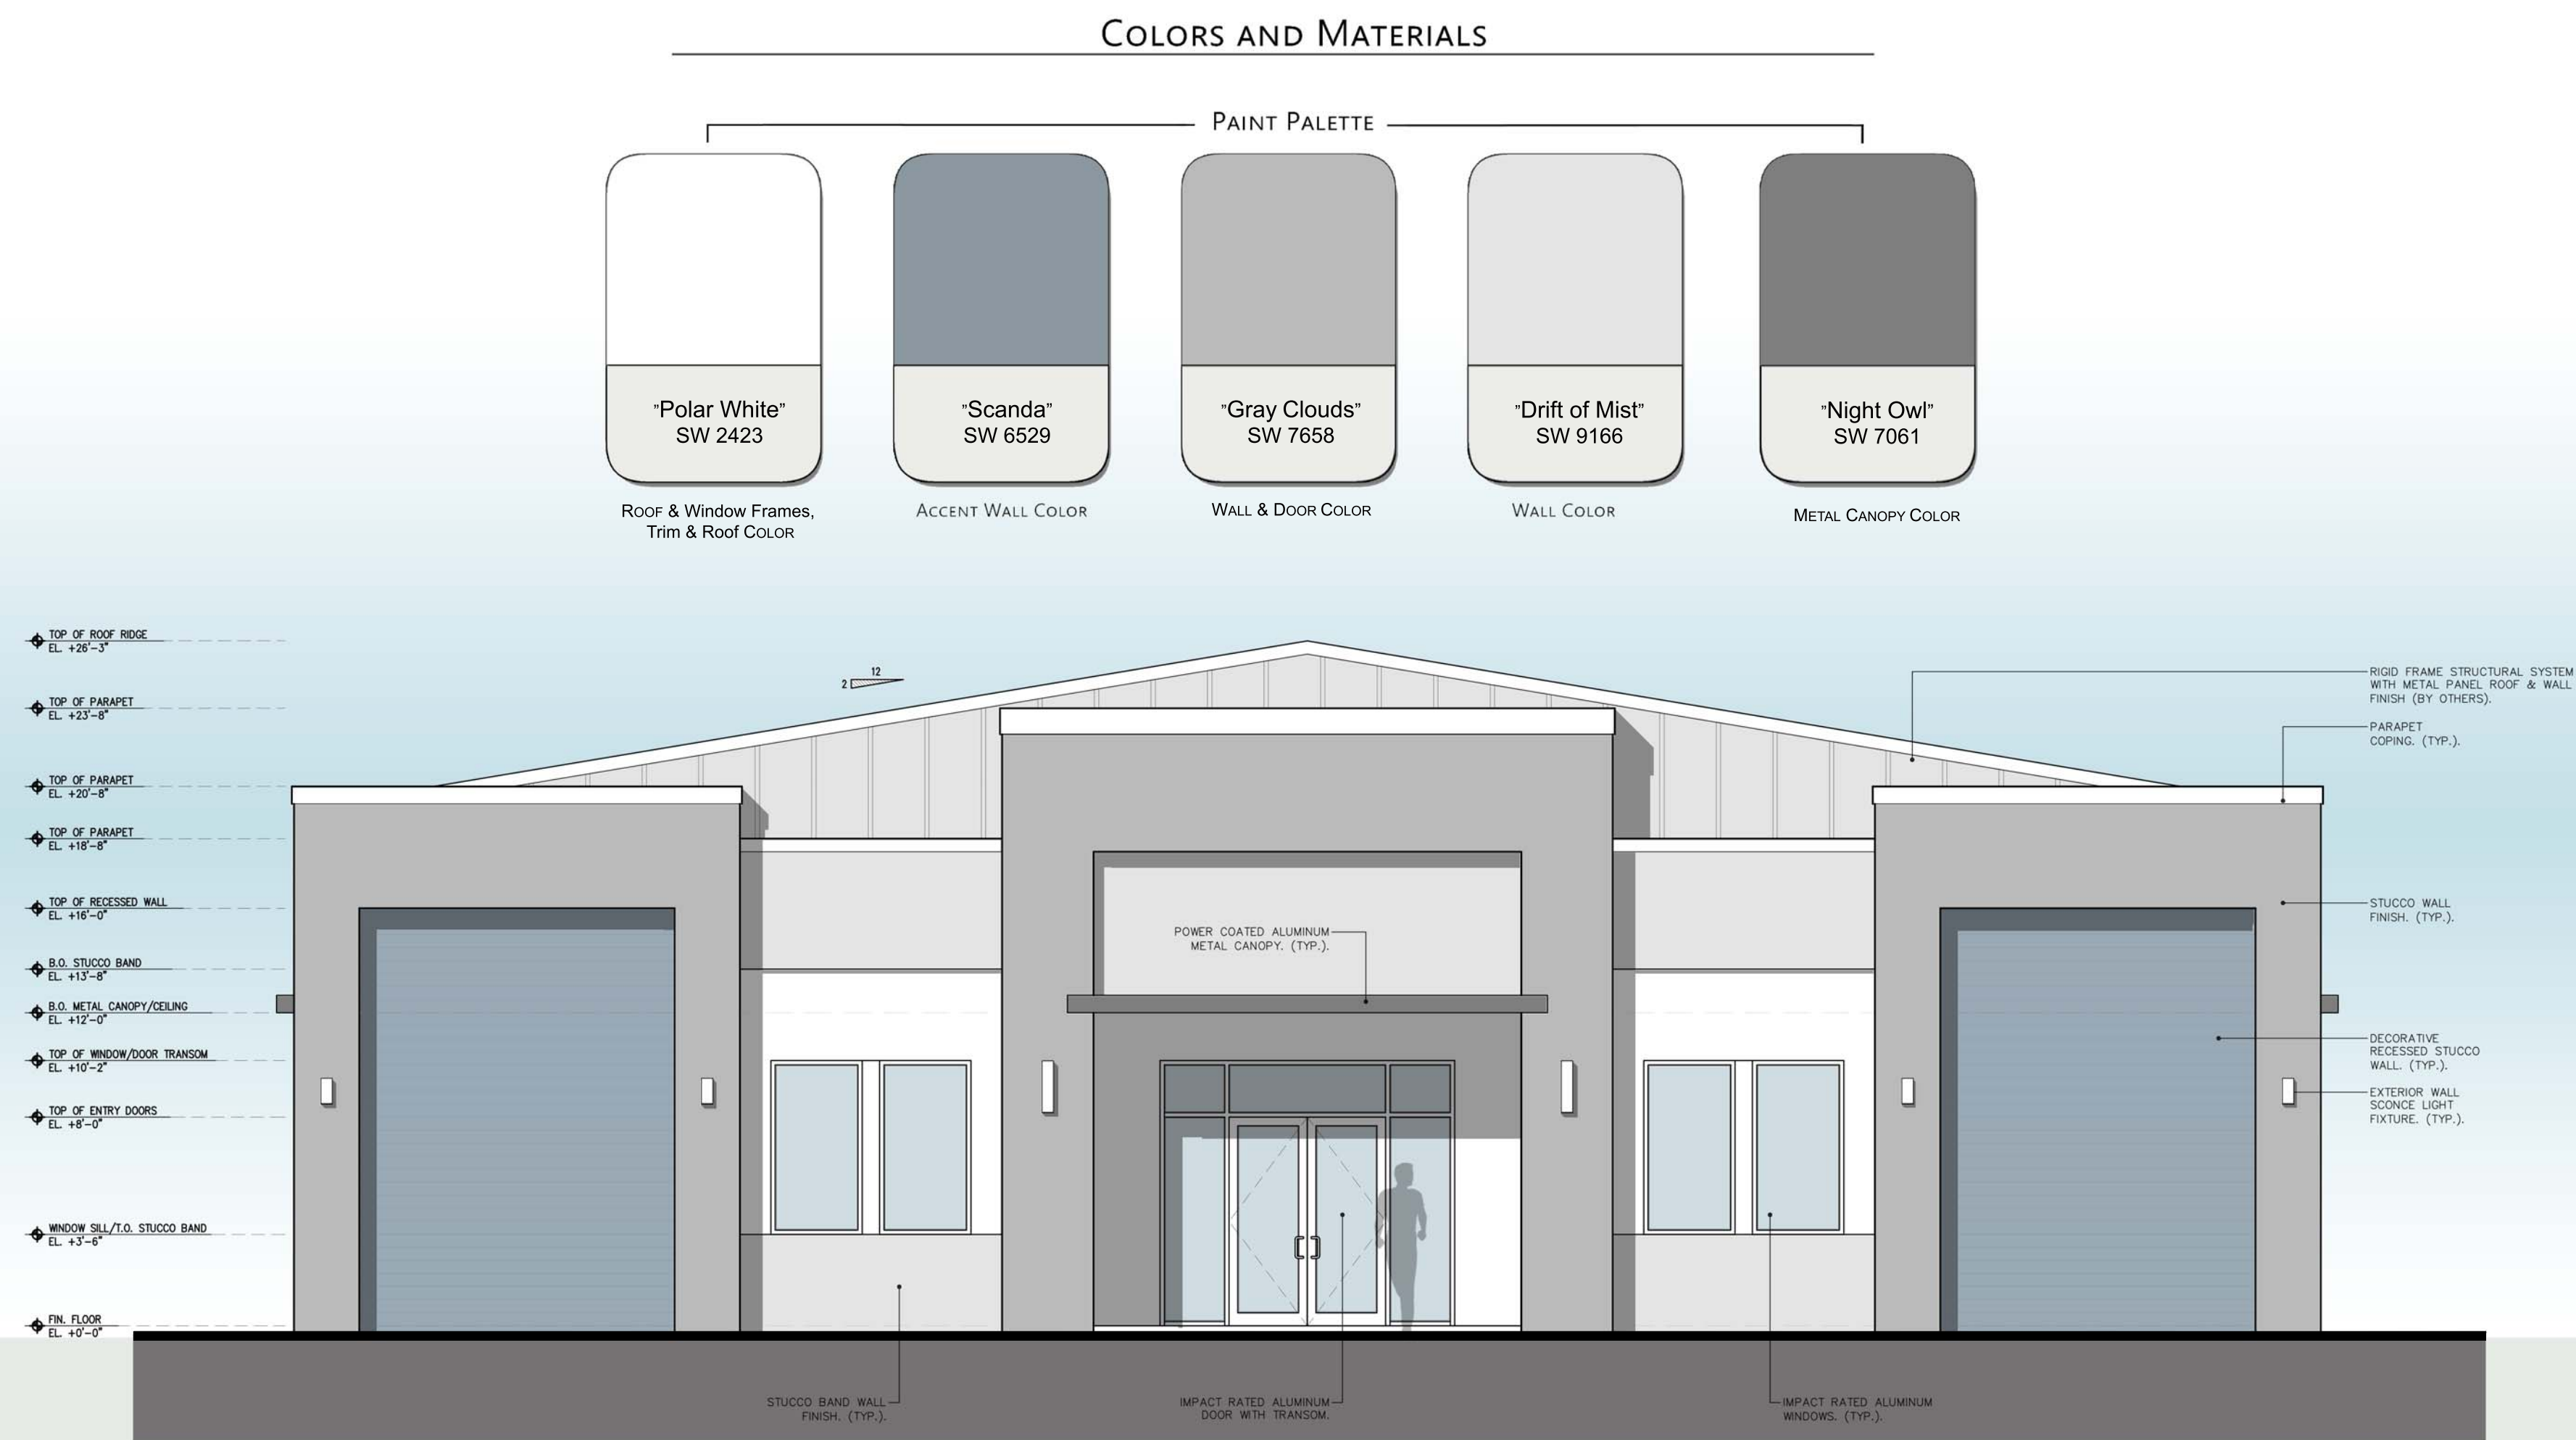 COLORS AND MATERIALS
PAINT PALETTE
"Polar White"
SW 2423
ROOF & Window Frames,
Trim & Roof COLOR
"Scanda"
SW 6529
ACCENT WALL COLOR
"Gray Clouds"
SW 7658
WALL & DOOR COLOR
"Drift of Mist"
SW 9166
WALL COLOR
"Night Owl"
SW 7061
METAL CANOPY COLOR
TOP OF ROOF RIDGE
EL. +26'-3"
TOP OF PARAPET
EL. +23'-8"
TOP OF PARAPET
EL. +20'-8"
TOP OF PARAPET
EL. +18'-8"
TOP OF RECESSED WALL
EL. +16'-0"
B.O. STUCCO BAND
EL. +13'-8"
B.O. METAL CANOPY/CEILING
EL. +12'-0"
TOP OF WINDOW/DOOR TRANSOM
EL. +10'-2"
TOP OF ENTRY DOORS
EL. +8'-0"
WINDOW SILL/T.O. STUCCO BAND
EL. +3'-6"
FIN. FLOOR
EL. +0'-0"
12
2
POWER COATED ALUMINUM
METAL CANOPY. (TYP.).
RIGID FRAME STRUCTURAL SYSTEM
WITH METAL PANEL ROOF & WALL
FINISH (BY OTHERS).
PARAPET
COPING. (TYP.).
STUCCO WALL
FINISH. (TYP.).
DECORATIVE
RECESSED STUCCO
WALL. (TYP.).
EXTERIOR WALL
SCONCE LIGHT
FIXTURE. (TYP.).
STUCCO BAND WALL
FINISH. (TYP.).
IMPACT RATED ALUMINUM
DOOR WITH TRANSOM.
IMPACT RATED ALUMINUM
WINDOWS. (TYP.).